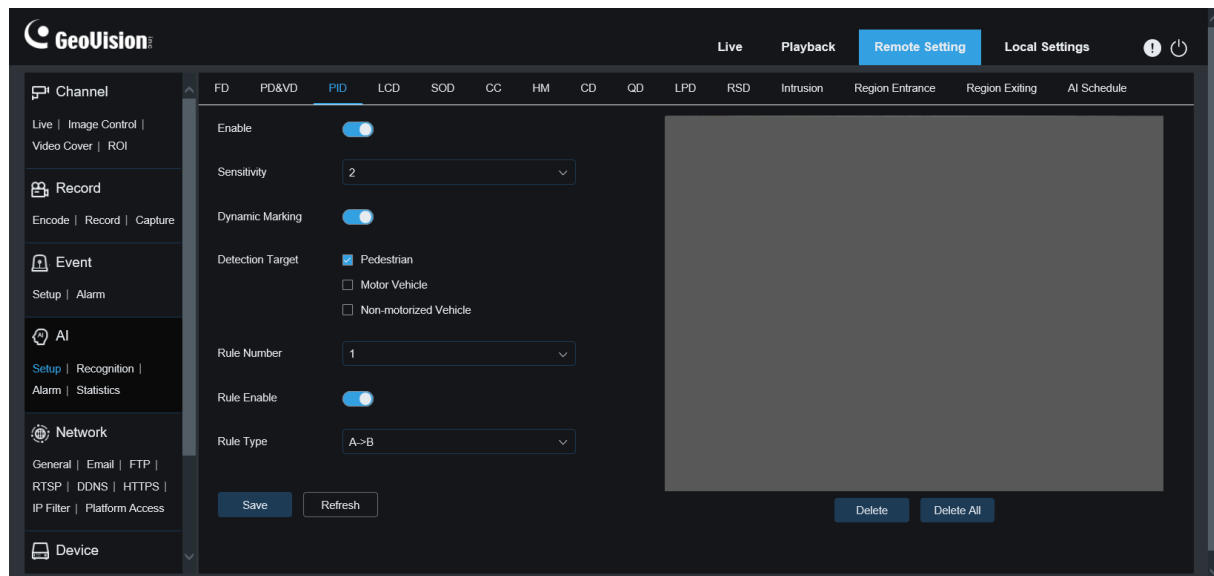 GeoVision Inc
Live Playback Remote Setting Local Settings
Channel
Live | Image Control |
Video Cover | ROI
Record
Encode | Record | Capture
Event
Setup | Alarm
AI
Setup | Recognition |
Alarm | Statistics
Network
General | Email | FTP |
RTSP | DDNS | HTTPS |
IP Filter | Platform Access
Device
FD PD&VD PID LCD SOD CC HM CD QD LPD RSD Intrusion Region Entrance Region Exiting AI Schedule
Enable
Sensitivity 2
Dynamic Marking
Detection Target Pedestrian
Motor Vehicle
Non-motorized Vehicle
Rule Number 1
Rule Enable
Rule Type A->B
Save Refresh
Delete Delete All